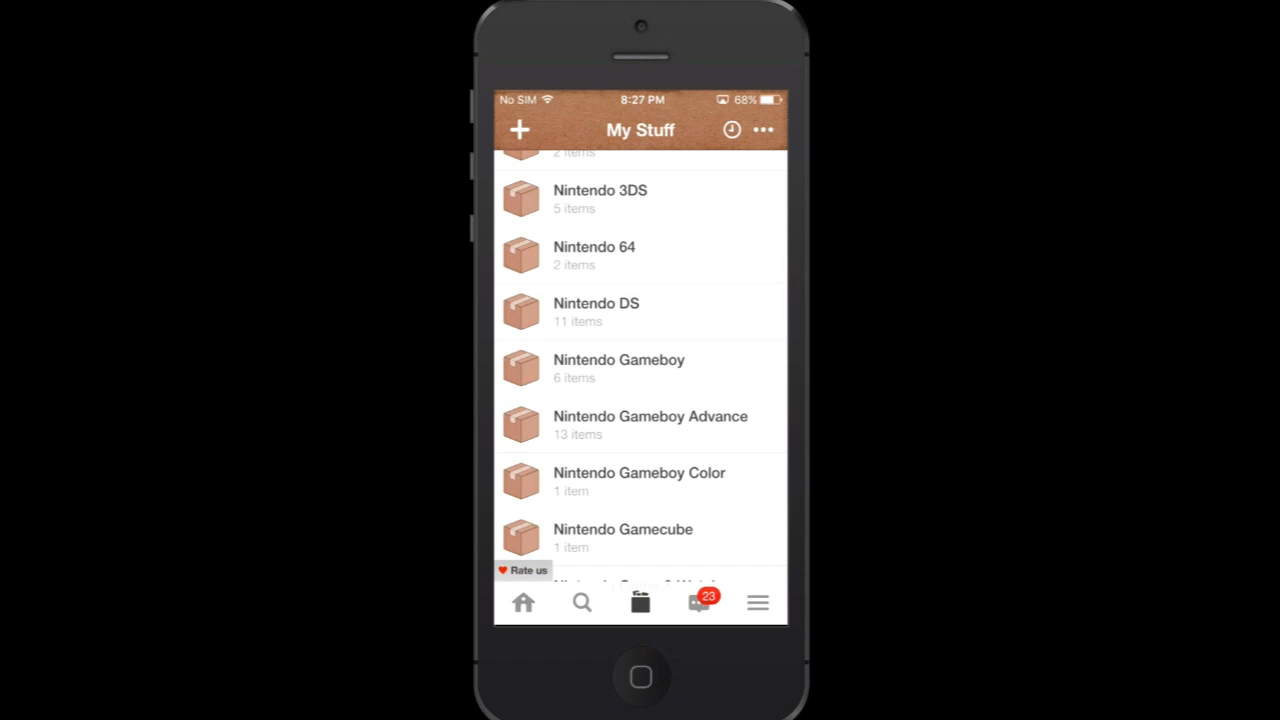 No SIM 8:27 PM 68%
My Stuff
2 items
Nintendo 3DS
5 items
Nintendo 64
2 items
Nintendo DS
11 items
Nintendo Gameboy
6 items
Nintendo Gameboy Advance
13 items
Nintendo Gameboy Color
1 item
Nintendo Gamecube
1 item
Rate us
23